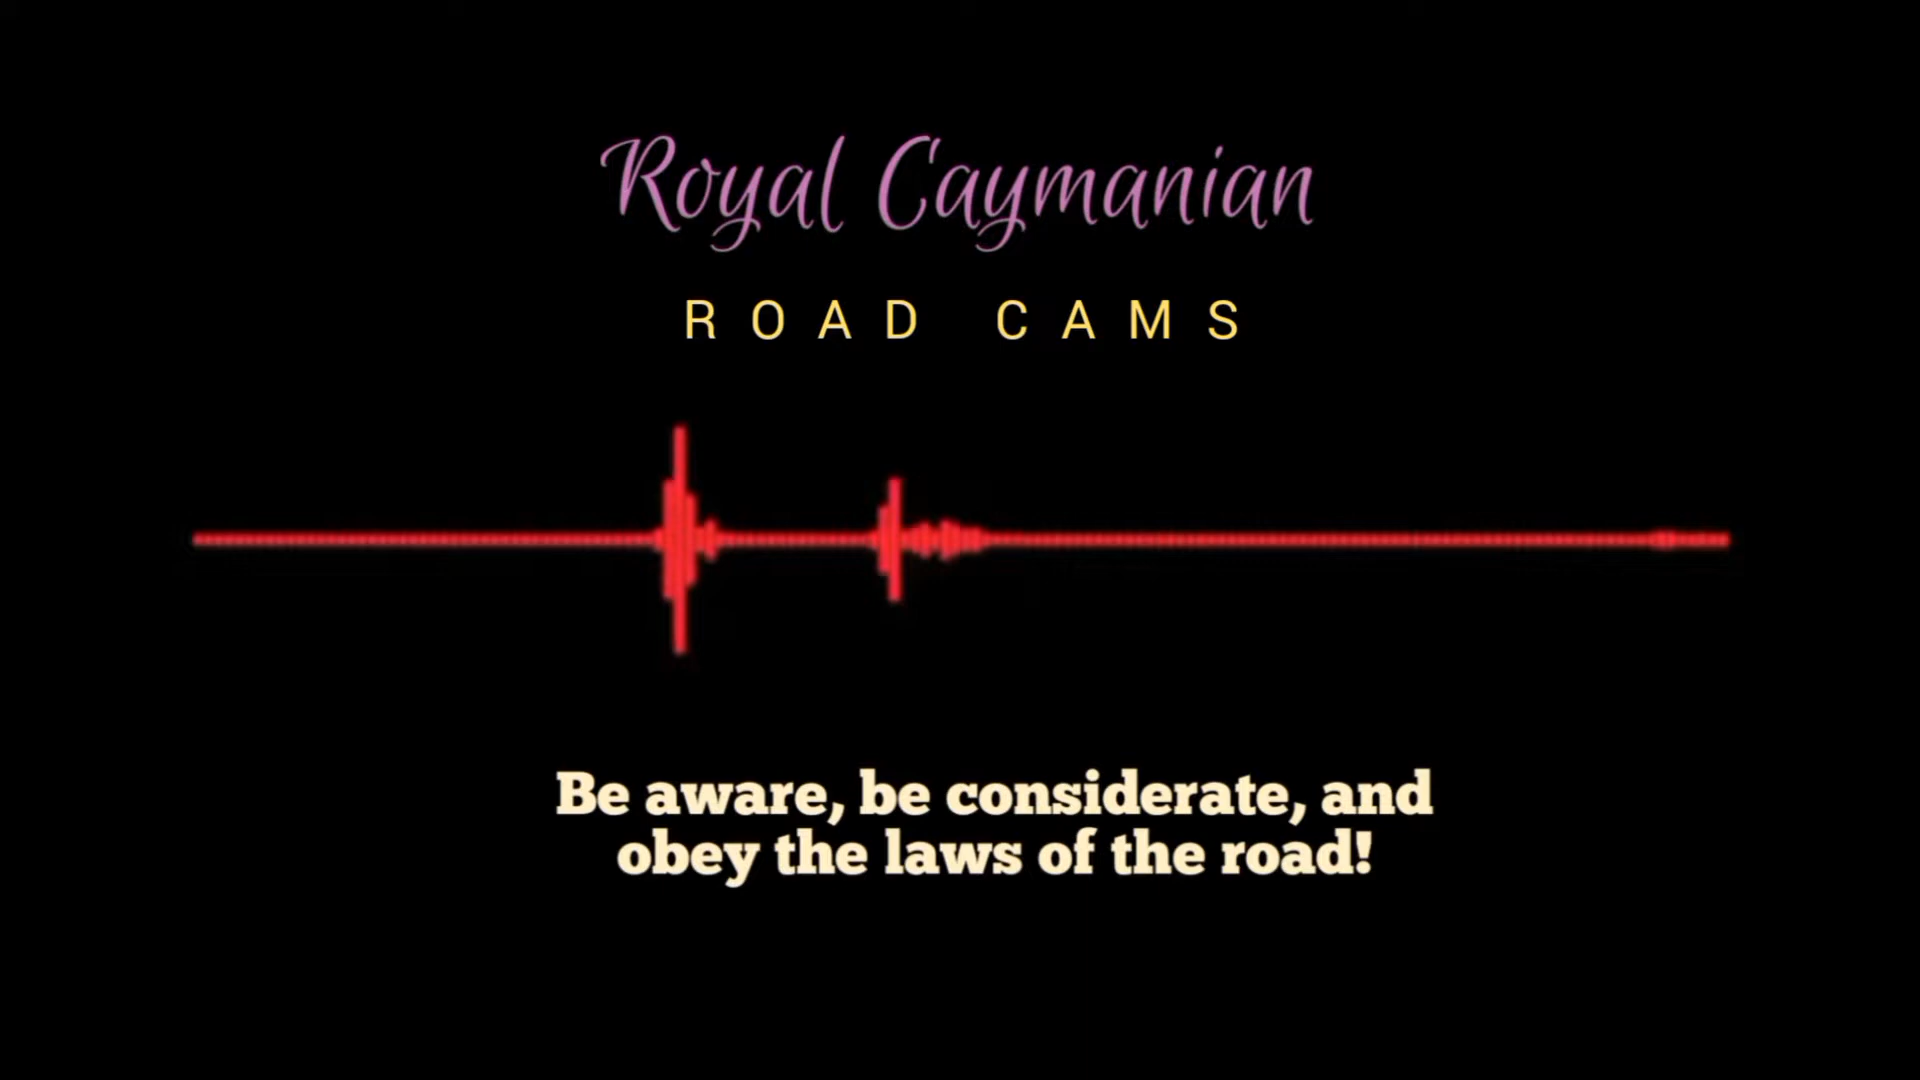 Royal Caymanian
ROAD CAMS
Be aware, be considerate, and
obey the laws of the road!